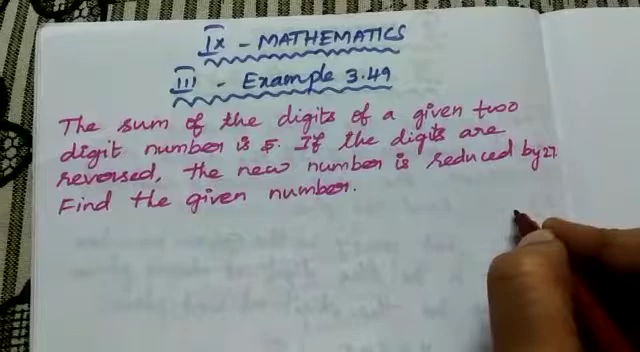 IX - MATHEMATICS
III - Example 3.49
The sum of the digits of a given two
digit number is 5. If the digits are
reversed, the new number is reduced by 27.
Find the given number.